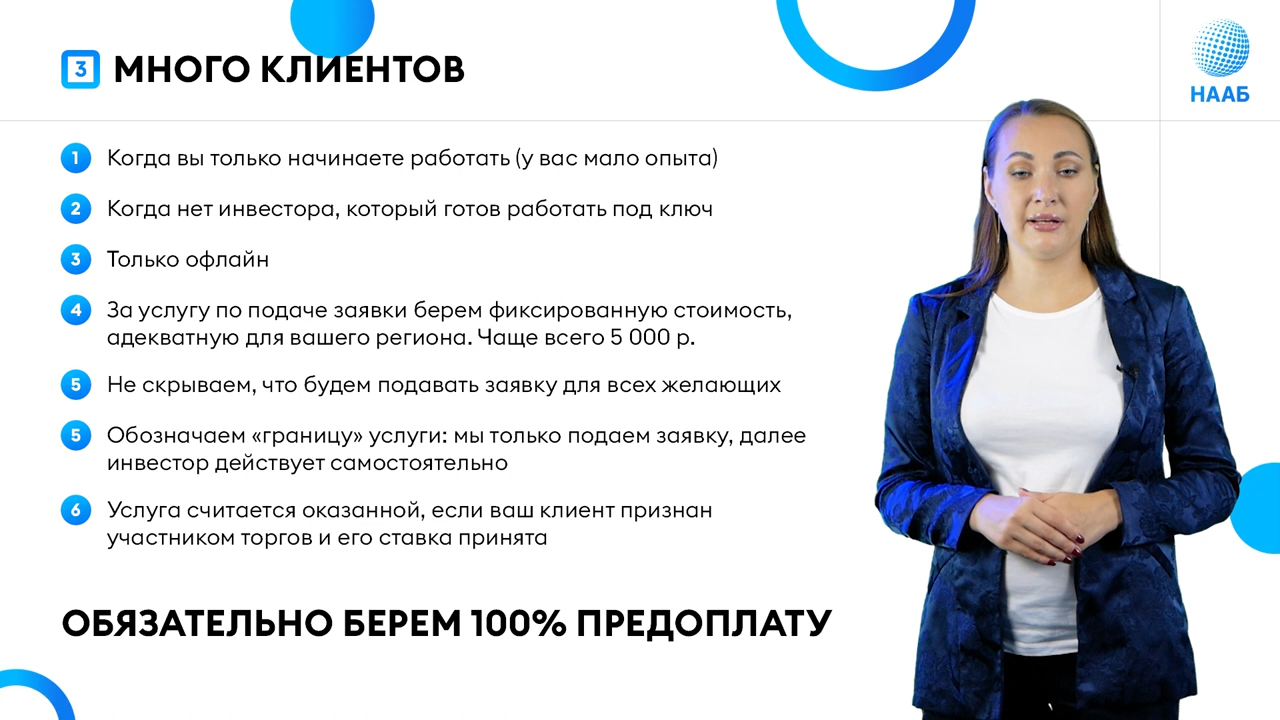 3 МНОГО КЛИЕНТОВ
НААБ
1 Когда вы только начинаете работать (у вас мало опыта)
2 Когда нет инвестора, который готов работать под ключ
3 Только офлайн
4 За услугу по подаче заявки берем фиксированную стоимость,
адекватную для вашего региона. Чаще всего 5 000 р.
5 Не скрываем, что будем подавать заявку для всех желающих
5 Обозначаем «границу» услуги: мы только подаем заявку, далее
инвестор действует самостоятельно
6 Услуга считается оказанной, если ваш клиент признан
участником торгов и его ставка принята
ОБЯЗАТЕЛЬНО БЕРЕМ 100% ПРЕДОПЛАТУ